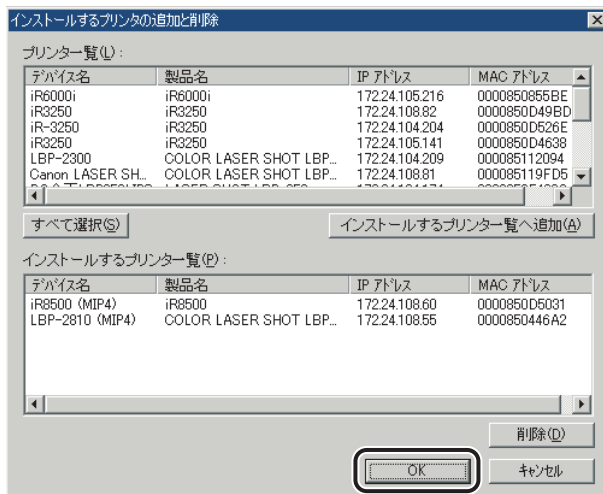 インストールするプリンタの追加と削除
プリンター覧(L):
デバイス名 製品名 IP アドレス MAC アドレス
iR6000i iR6000i 172.24.105.216 0000850855BE
iR3250 iR3250 172.24.108.82 0000850D49BD
iR-3250 iR3250 172.24.104.204 0000850D526E
iR3250 iR3250 172.24.105.141 0000850D4638
LBP-2300 COLOR LASER SHOT LBP... 172.24.104.209 000085112094
Canon LASER SH... COLOR LASER SHOT LBP... 172.24.108.81 000085119FD5
すべて選択(S) インストールするプリンター覧へ追加(A)
インストールするプリンター覧(P):
デバイス名 製品名 IP アドレス MAC アドレス
iR8500 (MIP4) iR8500 172.24.108.60 0000850D5031
LBP-2810 (MIP4) COLOR LASER SHOT LBP... 172.24.108.55 0000850446A2
削除(D)
OK キャンセル